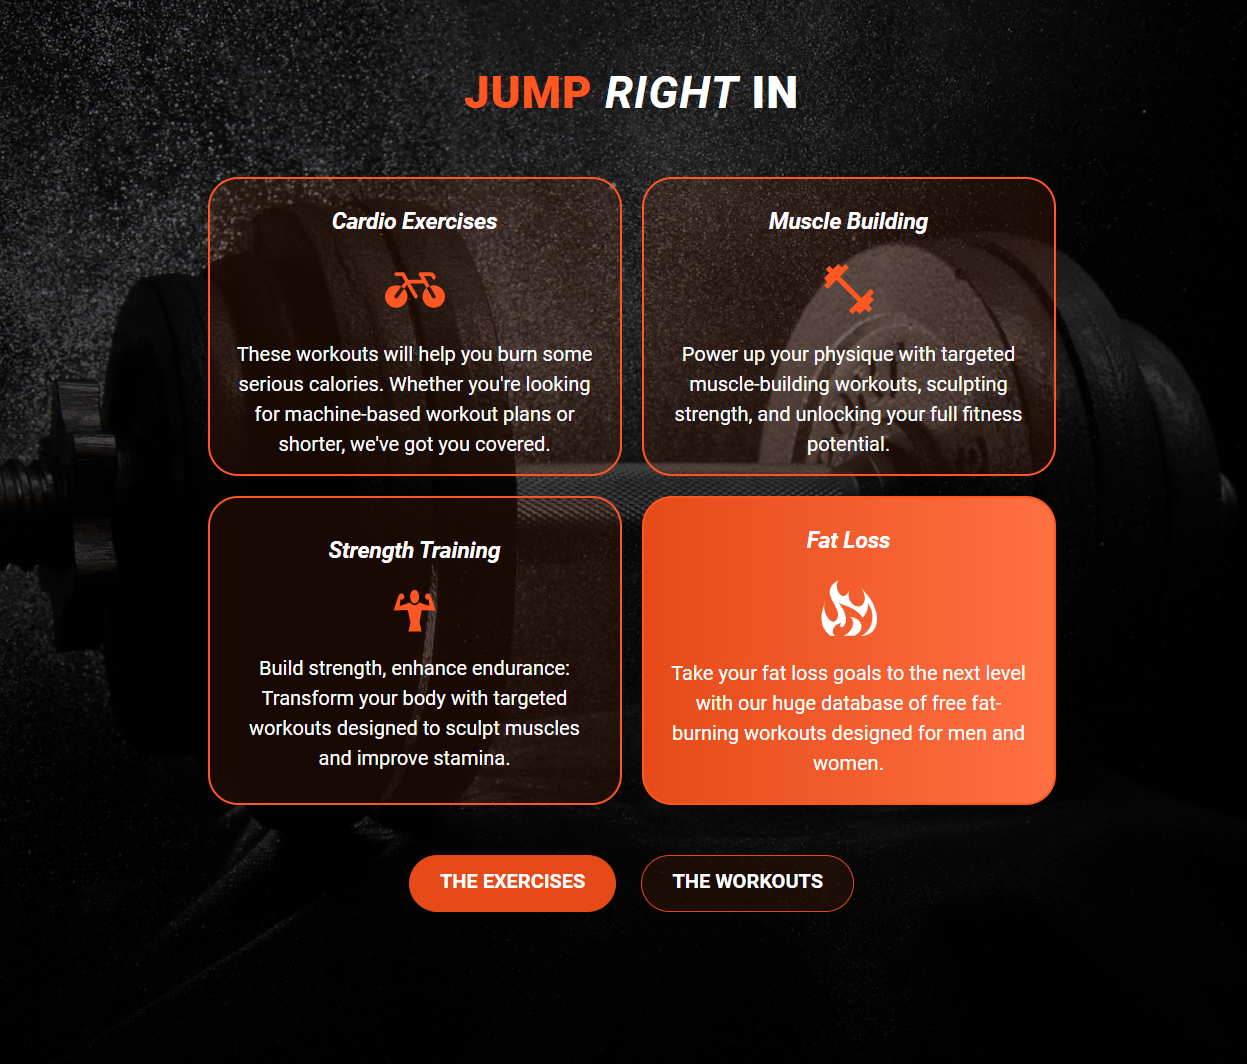 JUMP RIGHT IN
Cardio Exercises
These workouts will help you burn some
serious calories. Whether you're looking
for machine-based workout plans or
shorter, we've got you covered.
Muscle Building
Power up your physique with targeted
muscle-building workouts, sculpting
strength, and unlocking your full fitness
potential.
Strength Training
Build strength, enhance endurance:
Transform your body with targeted
workouts designed to sculpt muscles
and improve stamina.
Fat Loss
Take your fat loss goals to the next level
with our huge database of free fat-
burning workouts designed for men and
women.
THE EXERCISES
THE WORKOUTS